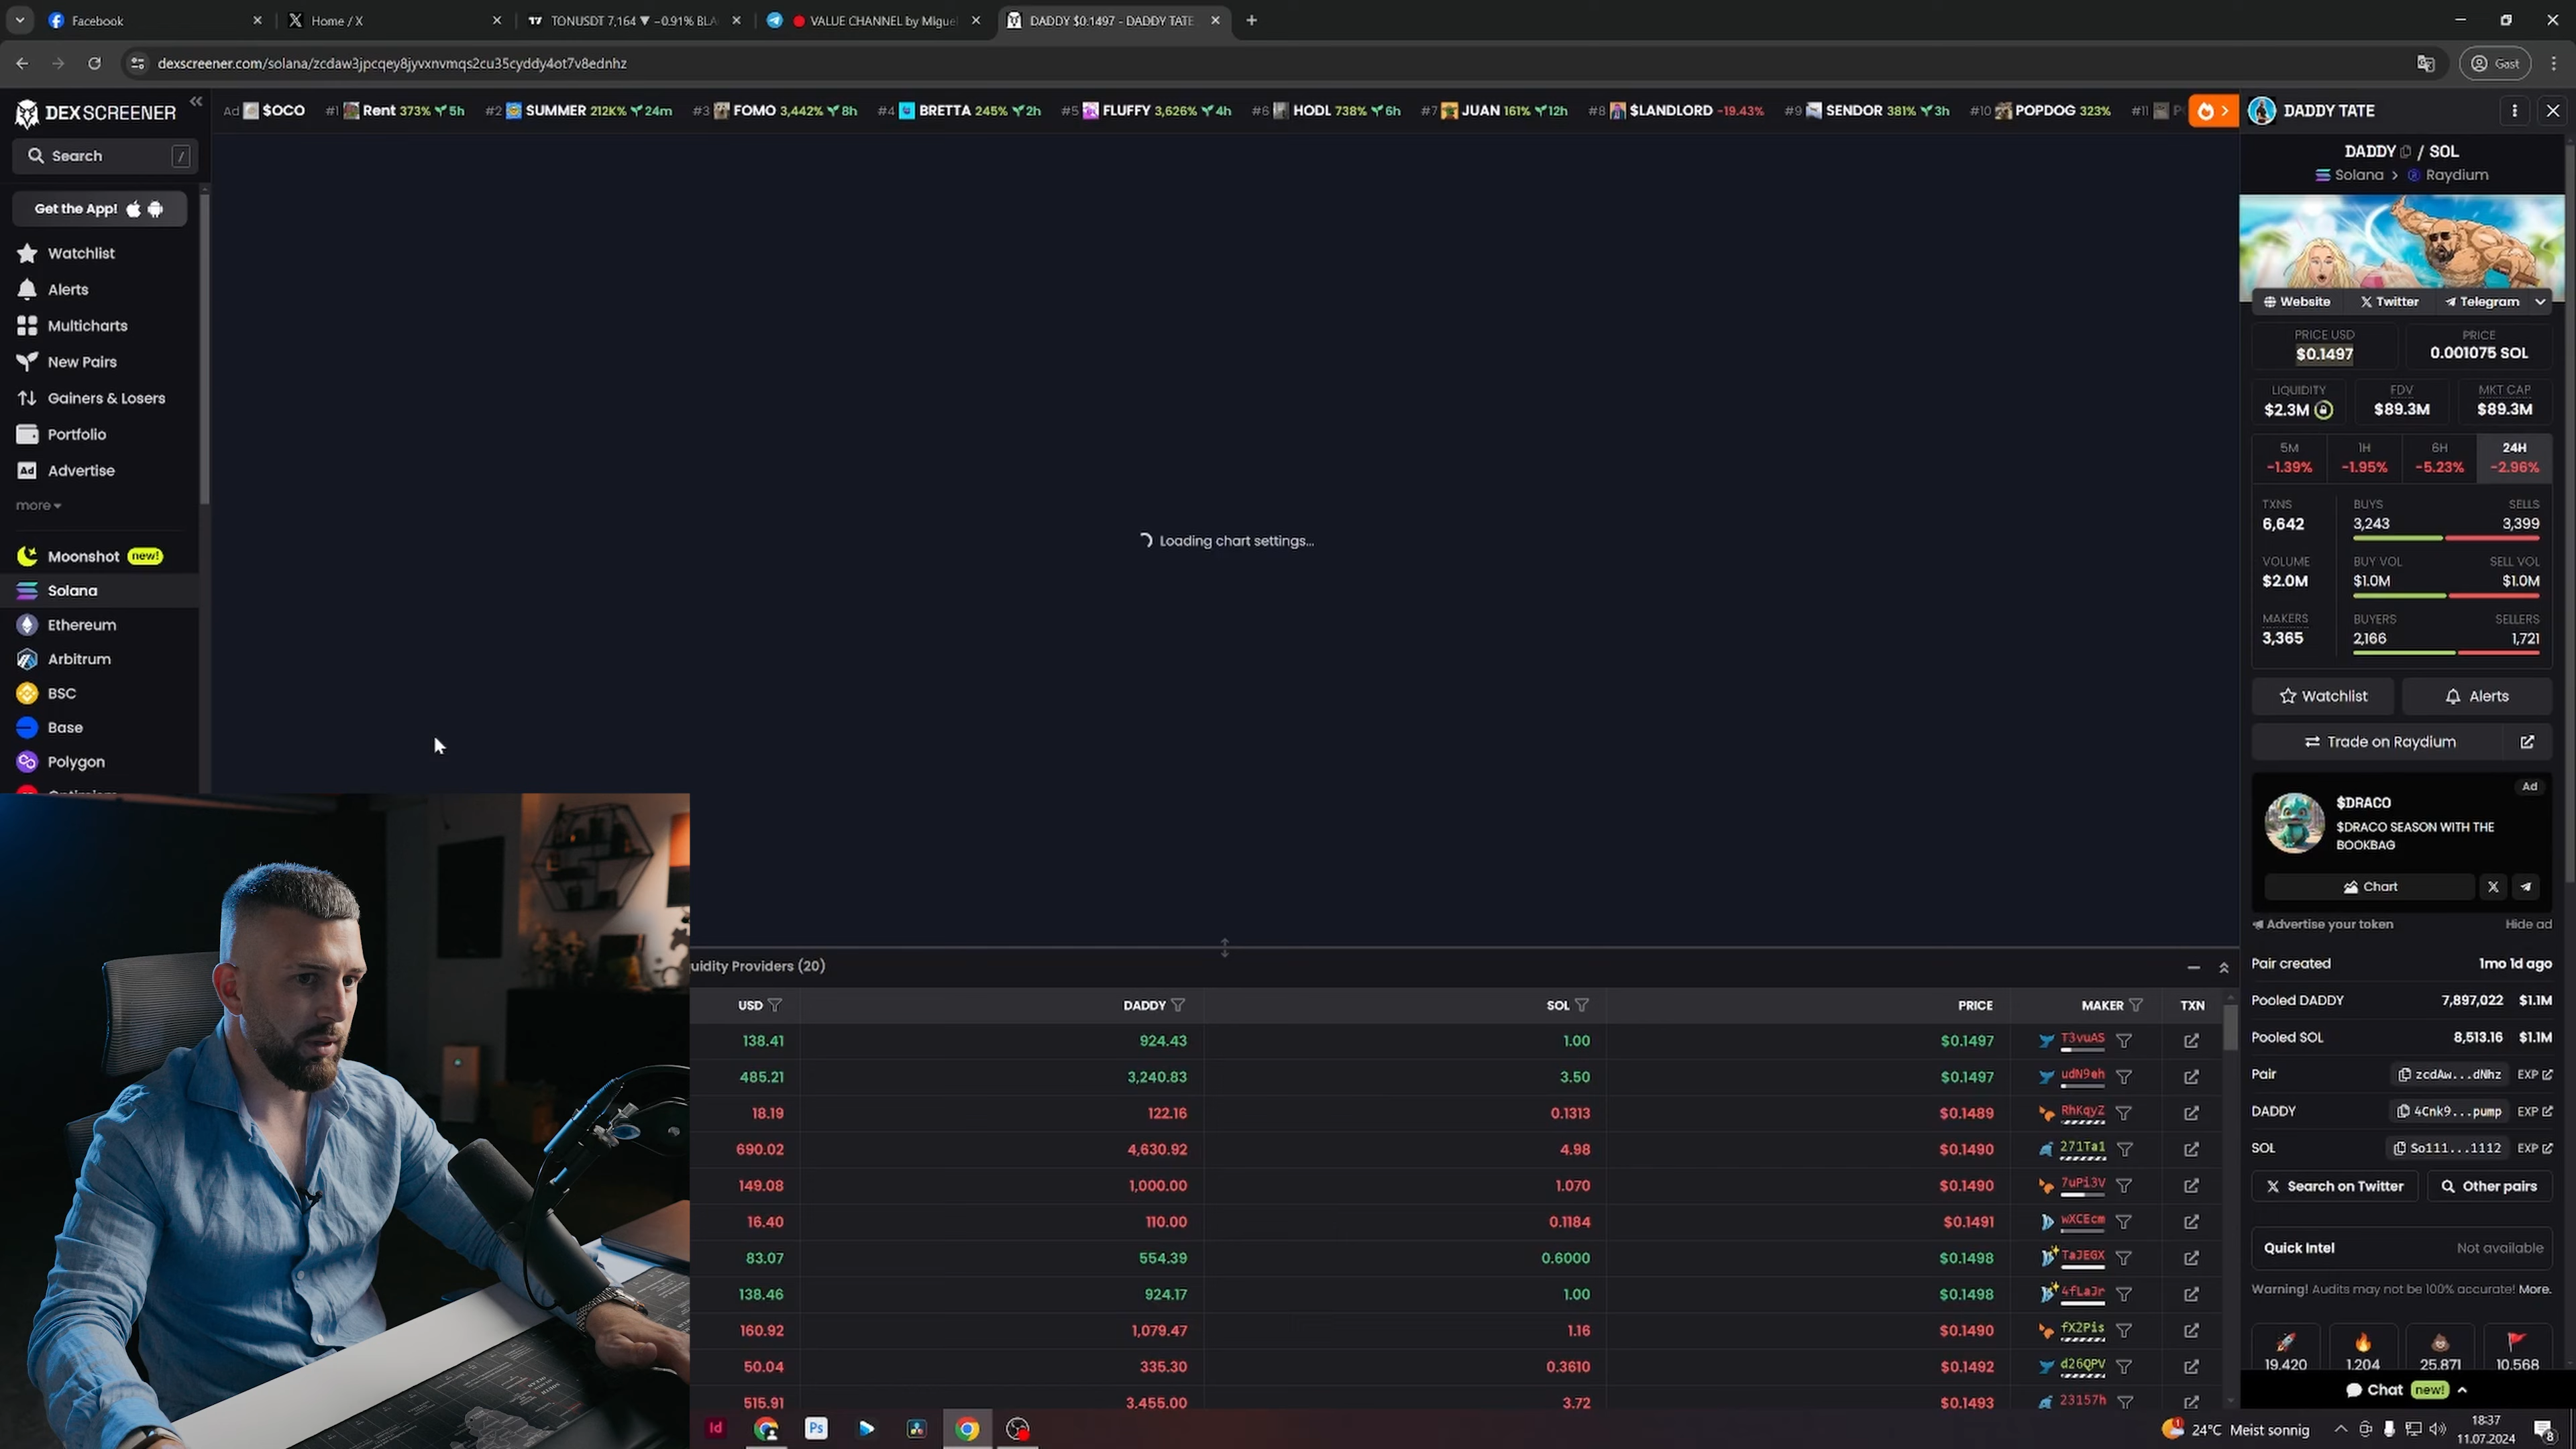 Facebook
Home / X
TONUSDT 7,164 ▼ −0.91% BLA
VALUE CHANNEL by Migue
DADDY $0.1497 - DADDY TATE
dexscreener.com/solana/zcdaw3jpcqey8jyvxnvmqs2cu35cyddy4ot7v8ednhz
Gast
DEX SCREENER
Ad $OCO #1 Rent 373% 5h #2 SUMMER 212K% 24m #3 FOMO 3,442% 8h #4 BRETTA 245% 2h #5 FLUFFY 3,626% 4h #6 HODL 738% 6h #7 JUAN 161% 12h #8 $LANDLORD -19.43% #9 SENDOR 381% 3h #10 POPDOG 323% #11
Search /
Get the App!
Watchlist
Alerts
Multicharts
New Pairs
Gainers & Losers
Portfolio
Ad Advertise
more
Moonshot new!
Solana
Ethereum
Arbitrum
BSC
Base
Polygon
Loading chart settings...
uidity Providers (20)
USD DADDY SOL PRICE MAKER TXN
138.41 924.43 1.00 $0.1497 T3vuAS
485.21 3,240.83 3.50 $0.1497 udN9eh
18.19 122.16 0.1313 $0.1489 RhKqyZ
690.02 4,630.92 4.98 $0.1490 271Ta1
149.08 1,000.00 1.070 $0.1490 7uPi3V
16.40 110.00 0.1184 $0.1491 wXCEcm
83.07 554.39 0.6000 $0.1498 TaJEGX
138.46 924.17 1.00 $0.1498 4fLaJr
160.92 1,079.47 1.16 $0.1490 fX2Pis
50.04 335.30 0.3610 $0.1492 d26QPV
515.91 3,455.00 3.72 $0.1493 23157h
DADDY TATE
DADDY / SOL
Solana > Raydium
Website Twitter Telegram
PRICE USD PRICE
$0.1497 0.001075 SOL
LIQUIDITY FDV MKT CAP
$2.3M $89.3M $89.3M
5M 1H 6H 24H
-1.39% -1.95% -5.23% -2.96%
TXNS BUYS SELLS
6,642 3,243 3,399
VOLUME BUY VOL SELL VOL
$2.0M $1.0M $1.0M
MAKERS BUYERS SELLERS
3,365 2,166 1,721
Watchlist Alerts
Trade on Raydium
Ad
$DRACO
$DRACO SEASON WITH THE
BOOKBAG
Chart
Advertise your token Hide ad
Pair created 1mo 1d ago
Pooled DADDY 7,897,022 $1.1M
Pooled SOL 8,513.16 $1.1M
Pair zcdAw...dNhz EXP
DADDY 4Cnk9...pump EXP
SOL So111...1112 EXP
Search on Twitter Other pairs
Quick Intel Not available
Warning! Audits may not be 100% accurate! More.
19,420 1,204 25,871 10,568
Chat new!
Id Ps
24°C Meist sonnig
18:37
11.07.2024
8